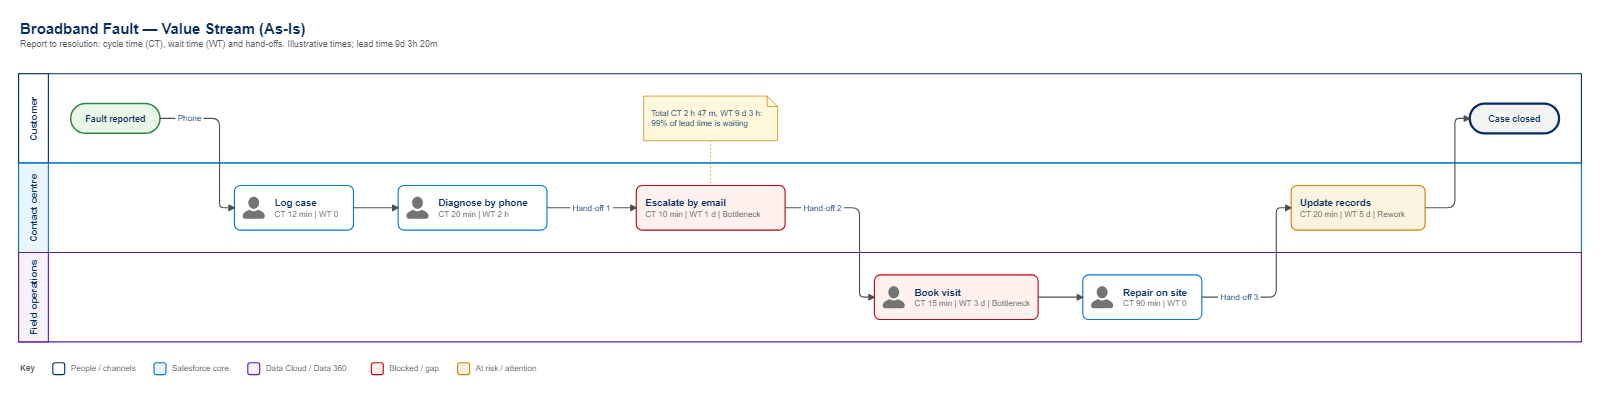 Broadband Fault — Value Stream (As-Is)
Report to resolution: cycle time (CT), wait time (WT) and hand-offs. Illustrative times; lead time 9d 3h 20m
Customer
Fault reported
Phone
Total CT 2 h 47 m, WT 9 d 3 h:
99% of lead time is waiting
Case closed
Contact centre
Log case
CT 12 min | WT 0
Diagnose by phone
CT 20 min | WT 2 h
Hand-off 1
Escalate by email
CT 10 min | WT 1 d | Bottleneck
Hand-off 2
Update records
CT 20 min | WT 5 d | Rework
Field operations
Book visit
CT 15 min | WT 3 d | Bottleneck
Repair on site
CT 90 min | WT 0
Hand-off 3
Key
People / channels
Salesforce core
Data Cloud / Data 360
Blocked / gap
At risk / attention